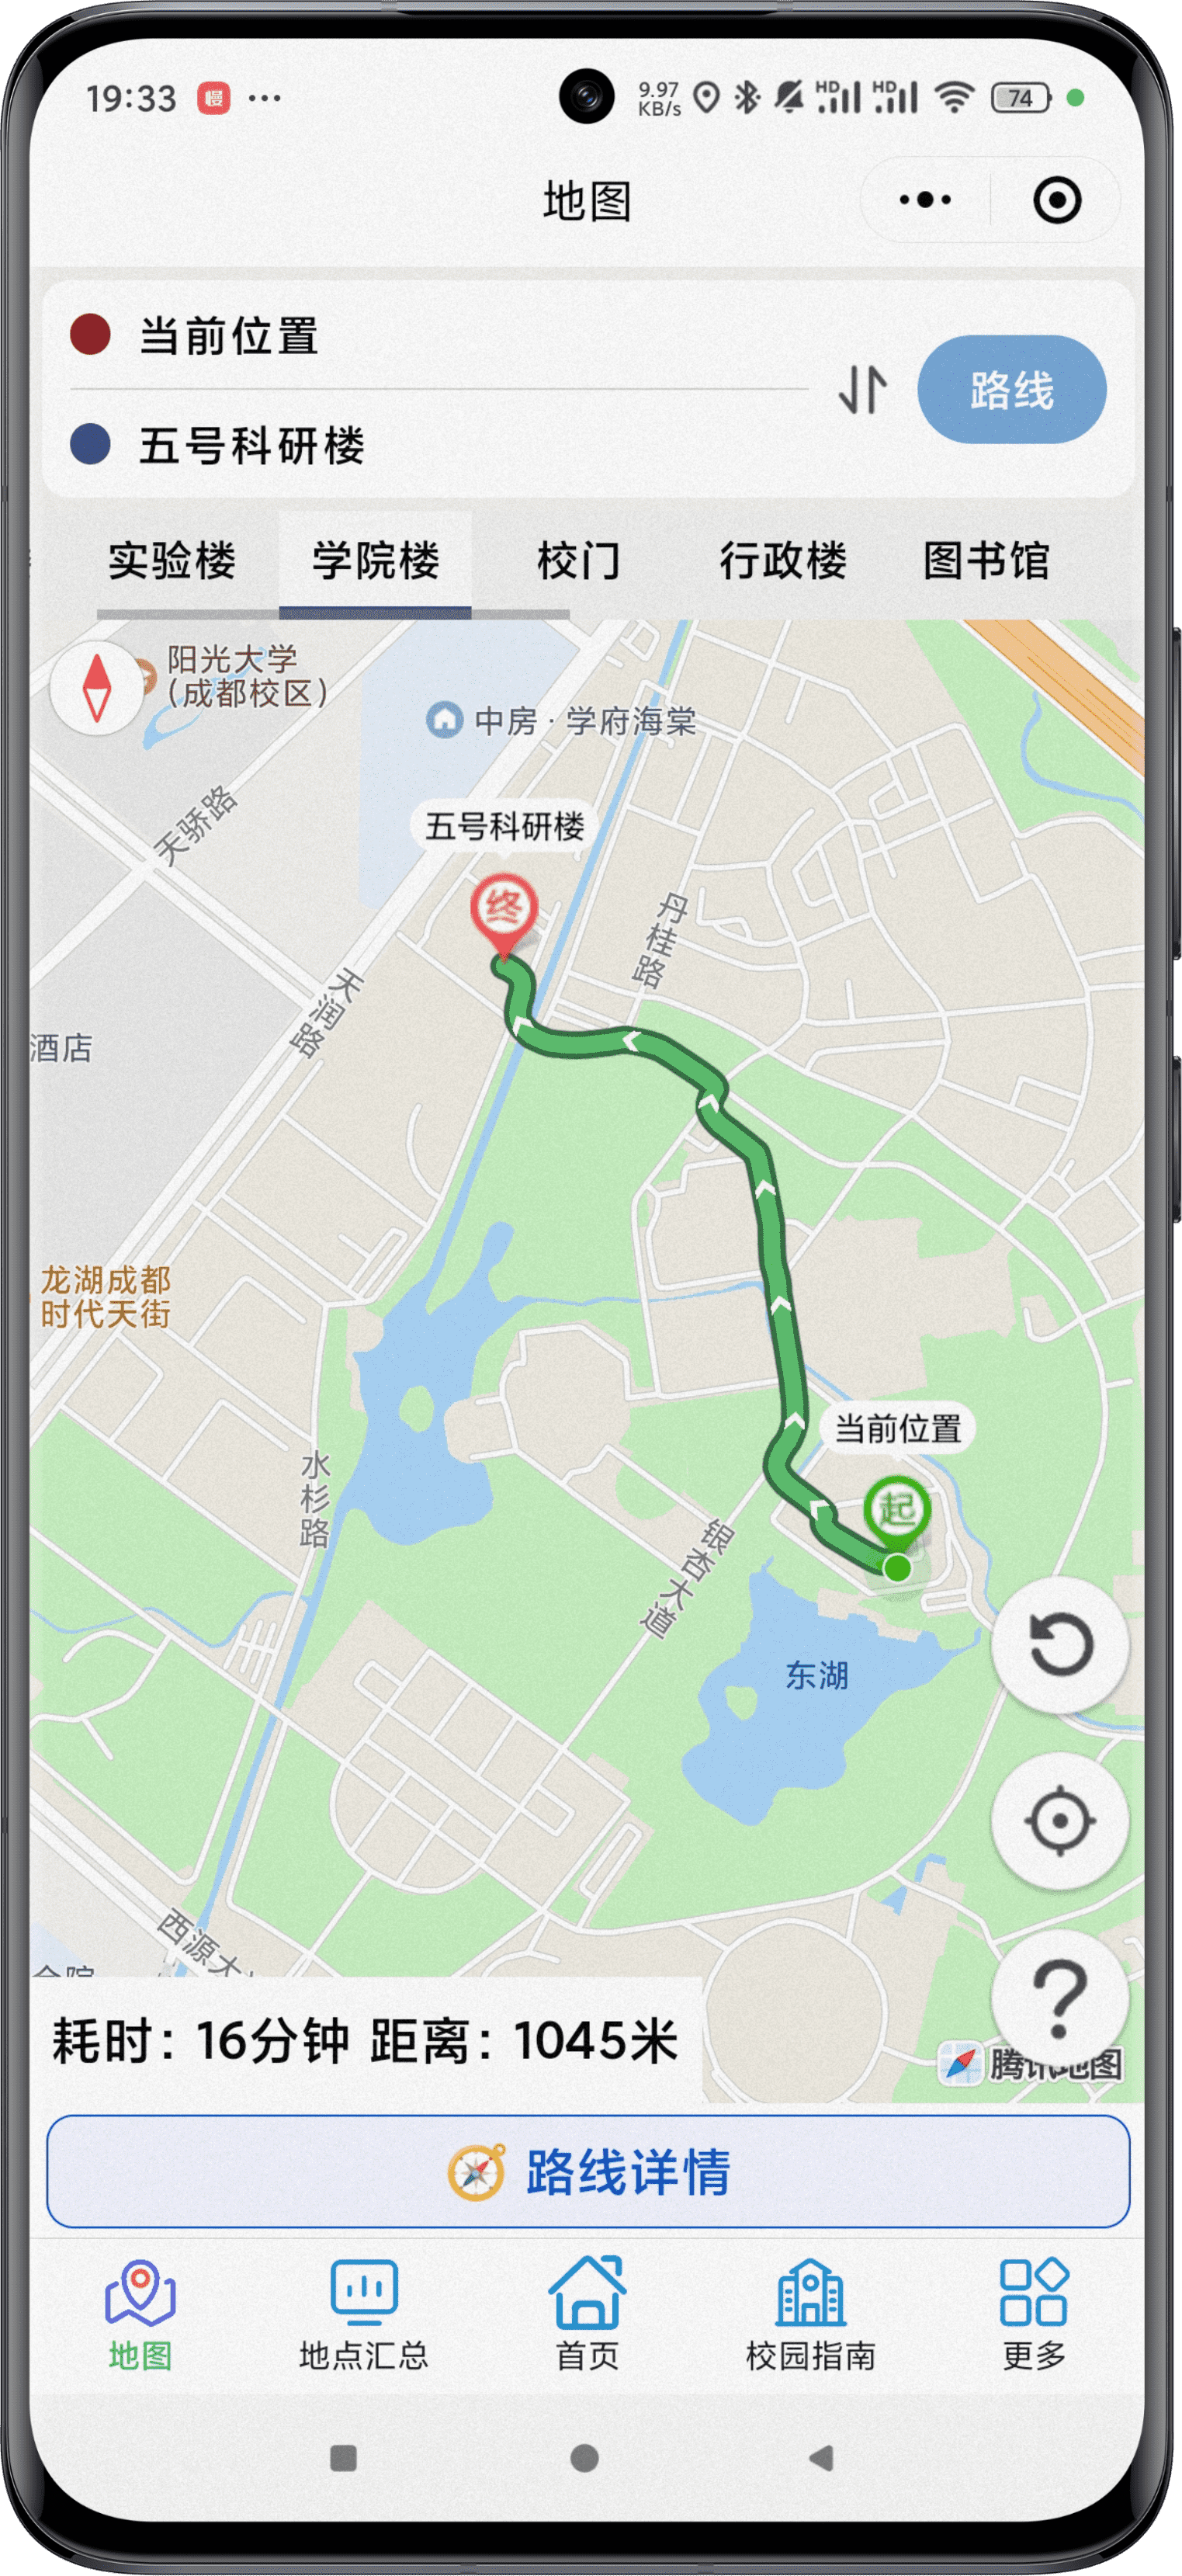 19:33
慢
9.97
KB/s
HD
HD
74
地图
当前位置
路线
五号科研楼
实验楼
学院楼
校门
行政楼
图书馆
阳光大学
（成都校区）
中房·学府海棠
天骄路
五号科研楼
终
丹桂路
天润路
酒店
龙湖成都
时代天街
当前位置
起
水杉路
银杏大道
东湖
西源大
耗时：16分钟 距离：1045米
腾讯地图
路线详情
地图
地点汇总
首页
校园指南
更多